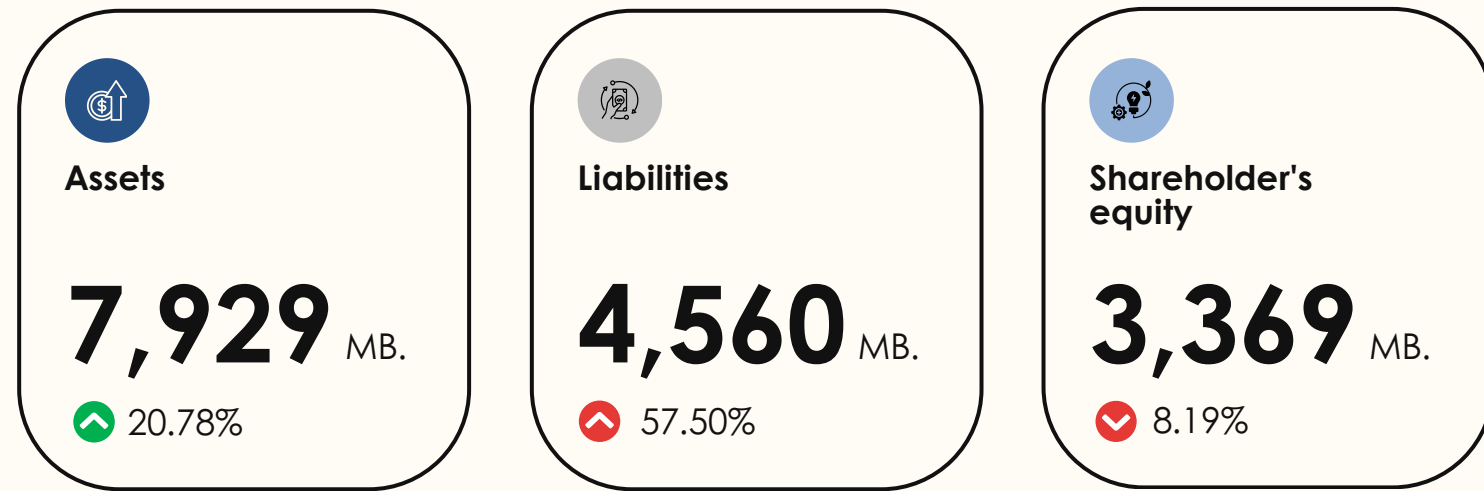 Assets
7,929 MB.
20.78%
Liabilities
4,560 MB.
57.50%
Shareholder's
equity
3,369 MB.
8.19%